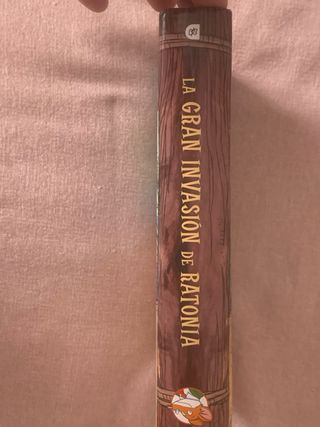 LA GRAN INVASIÓN DE RATONIA